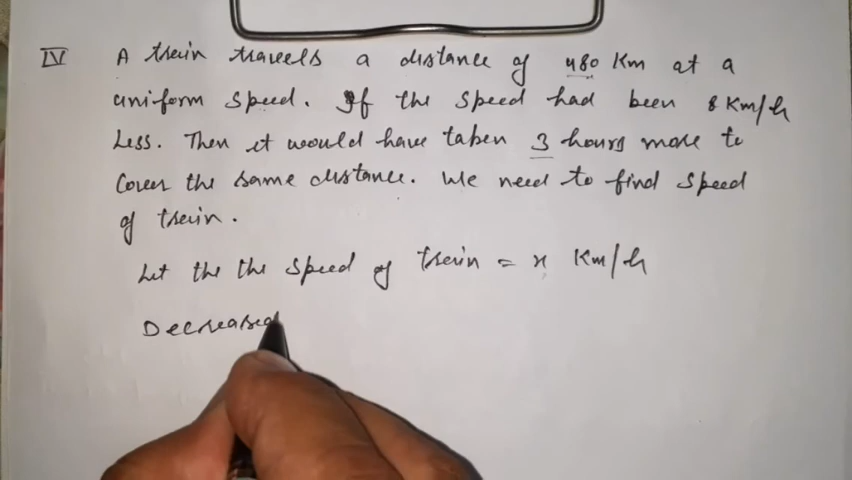 IV A train travels a distance of 480 Km at a
uniform speed. If the speed had been 8 Km/h
Less. Then it would have taken 3 hours more to
Cover the same distance. We need to find speed
of train.
Let the the speed of train = x Km/h
Decreased